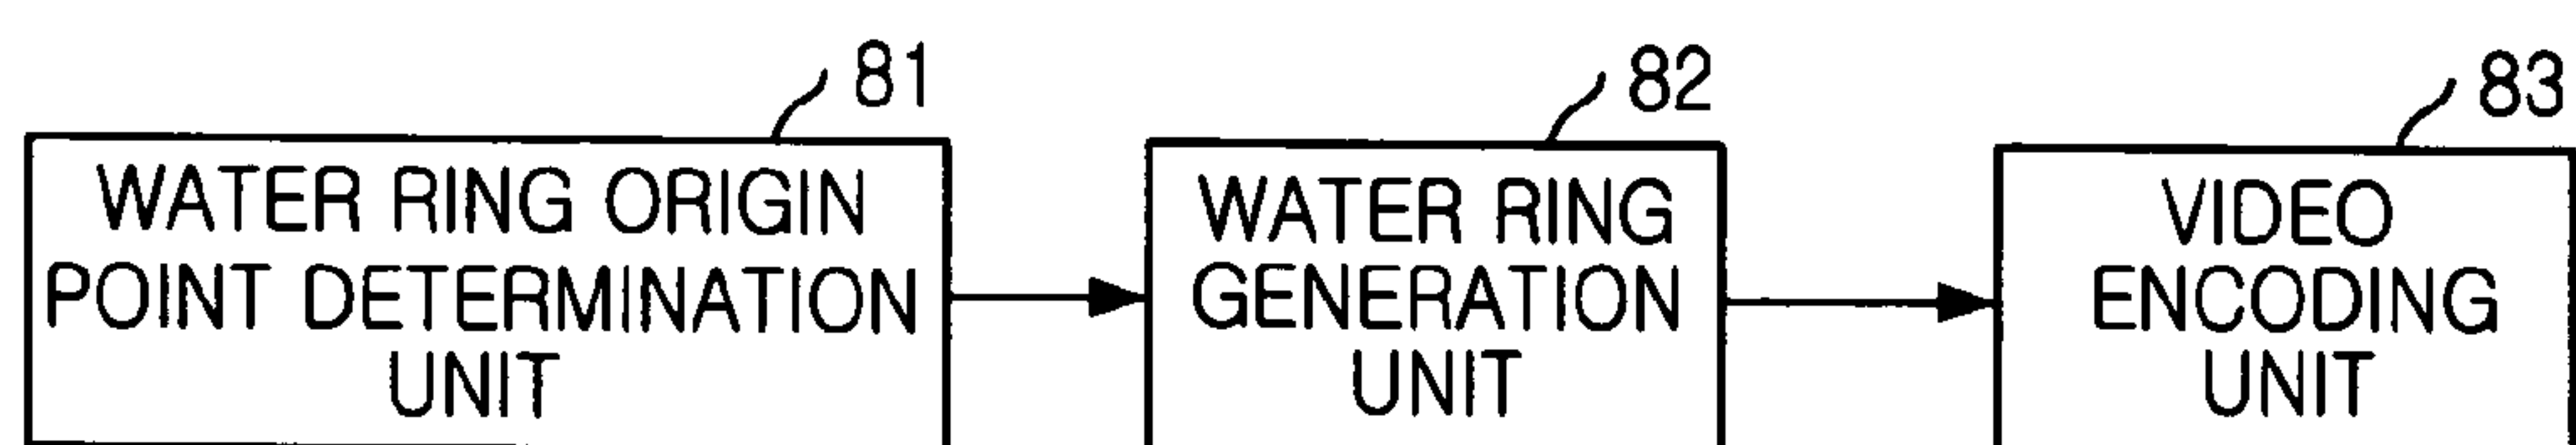 81
82
83
WATER RING ORIGIN
POINT DETERMINATION
UNIT
WATER RING
GENERATION
UNIT
VIDEO
ENCODING
UNIT